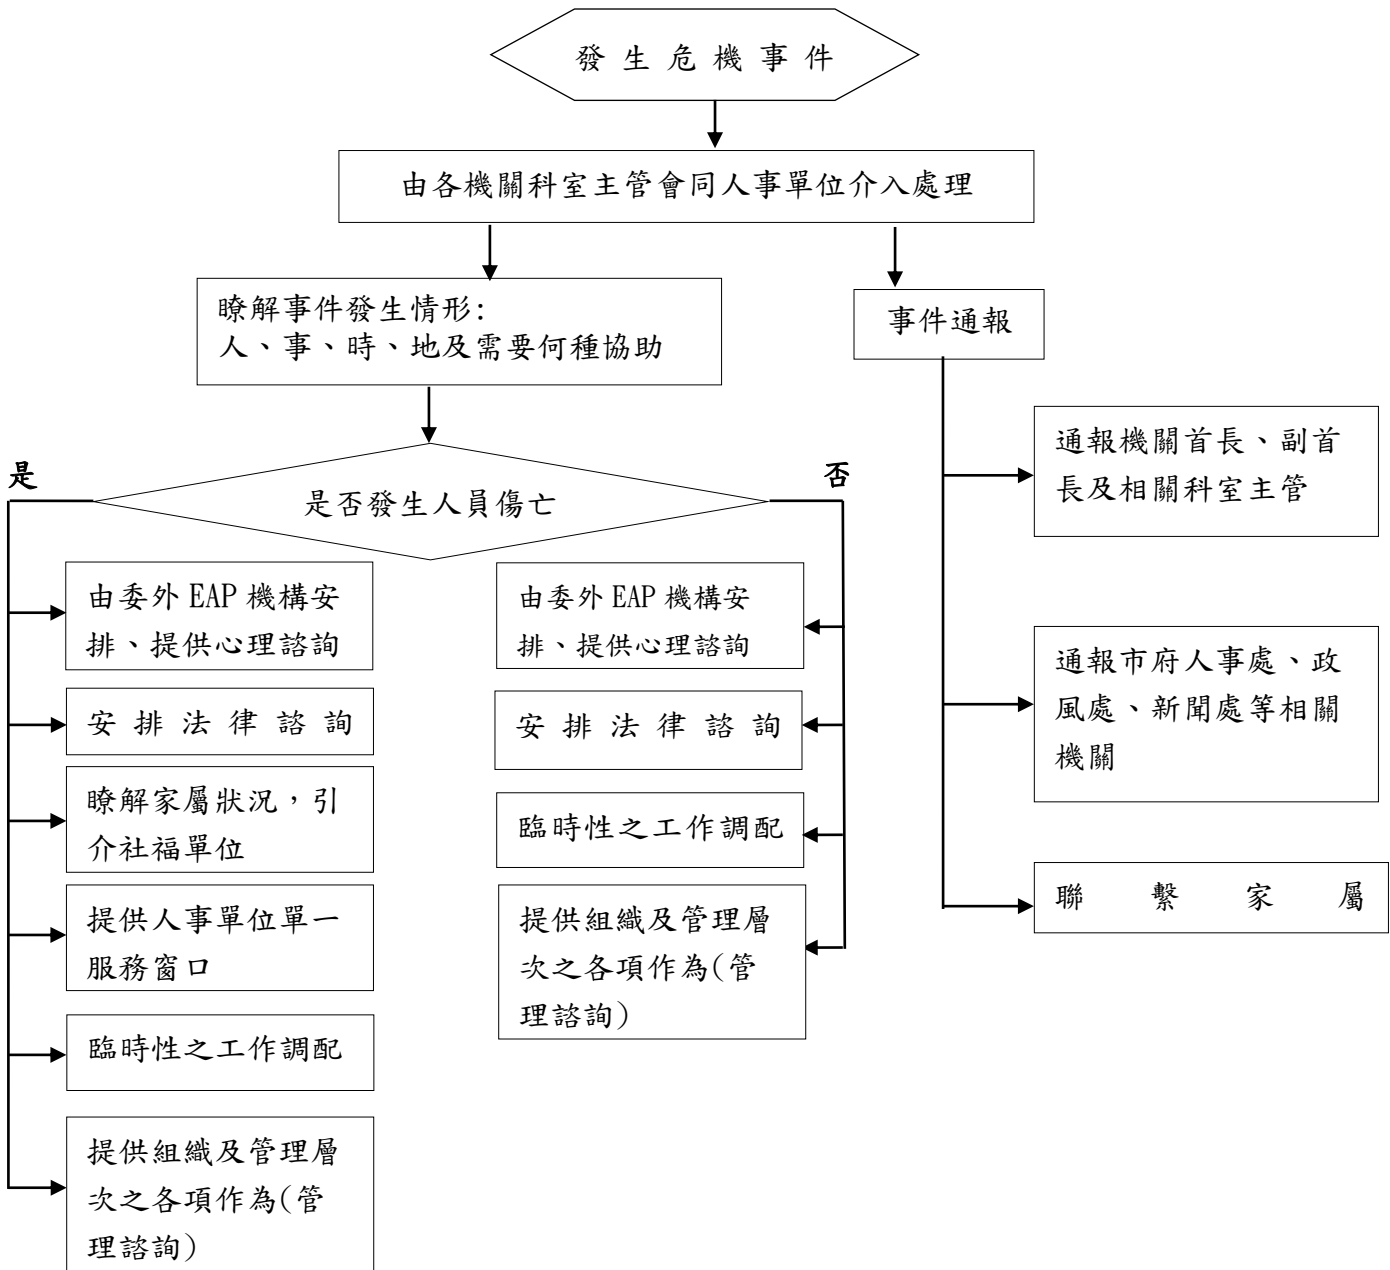 發生危機事件
由各機關科室主管會同人事單位介入處理
瞭解事件發生情形:
人、事、時、地及需要何種協助
事件通報
通報機關首長、副首
長及相關科室主管
通報市府人事處、政
風處、新聞處等相關
機關
聯繫家屬
是否發生人員傷亡
是
由委外 EAP 機構安
排、提供心理諮詢
安排法律諮詢
瞭解家屬狀況，引
介社福單位
提供人事單位單一
服務窗口
臨時性之工作調配
提供組織及管理層
次之各項作為(管
理諮詢)
否
由委外 EAP 機構安
排、提供心理諮詢
安排法律諮詢
臨時性之工作調配
提供組織及管理層
次之各項作為(管
理諮詢)